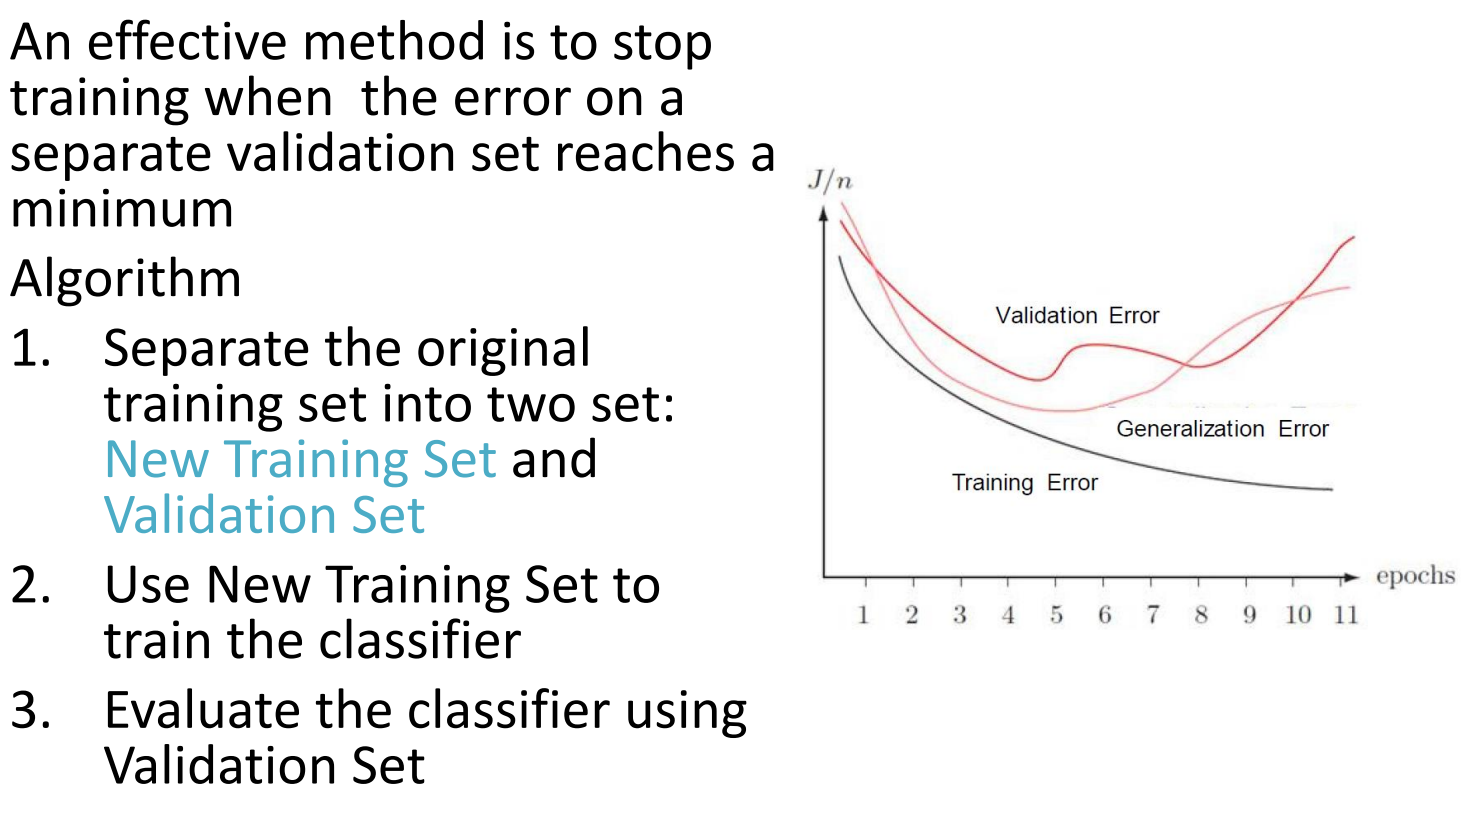 An effective method is to stop
training when  the error on a
separate validation set reaches a
minimum
Algorithm
1. Separate the original
training set into two set:
New Training Set and
Validation Set
2. Use New Training Set to
train the classifier
3. Evaluate the classifier using
Validation Set
J/n
Validation Error
Generalization Error
Training Error
epochs
1 2 3 4 5 6 7 8 9 10 11